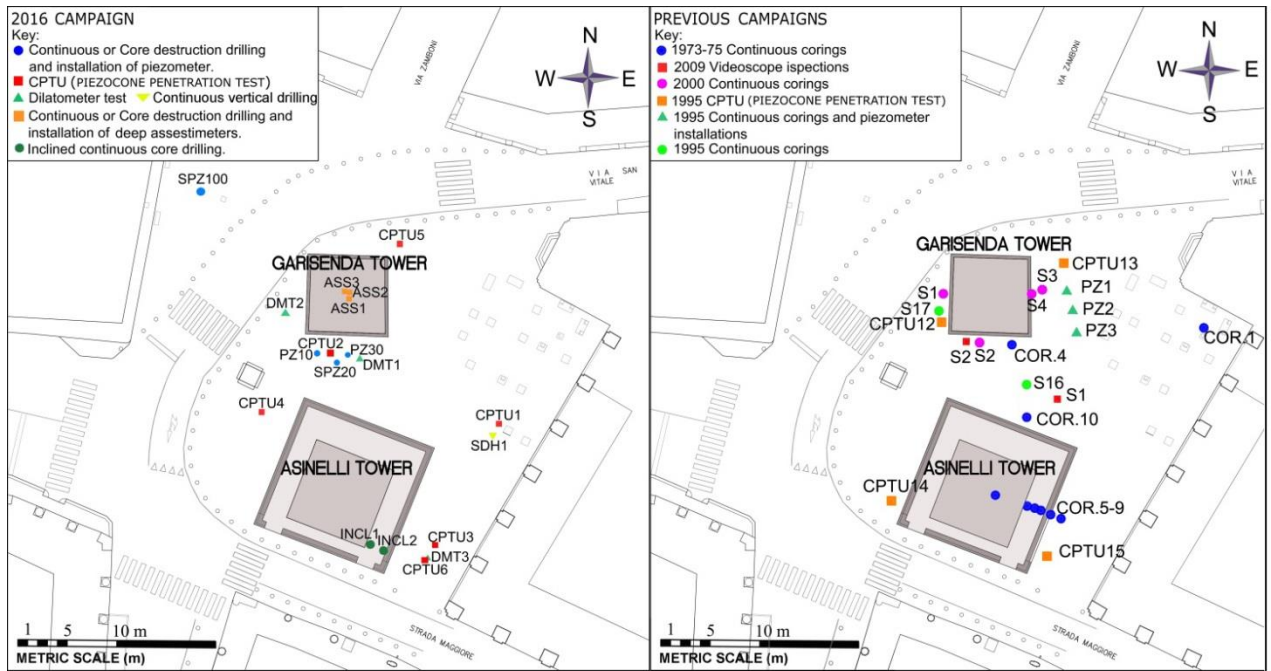 2016 CAMPAIGN
Key:
Continuous or Core destruction drilling
and installation of piezometer.
CPTU (PIEZOCONE PENETRATION TEST)
Dilatometer test
Continuous vertical drilling
Continuous or Core destruction drilling and
installation of deep assestimeters.
Inclined continuous core drilling.
VIA ZAMBONI
N
W
E
S
VIA SAN
VITALE
SPZ100
CPTU5
GARISENDA TOWER
ASS3
ASS2
ASS1
DMT2
CPTU2
PZ10
PZ30
SPZ20
DMT1
CPTU4
CPTU1
SDH1
ASINELLI TOWER
INCL1
INCL2
CPTU3
DMT3
CPTU6
STRADA MAGGIORE
1 5 10 m
METRIC SCALE (m)
PREVIOUS CAMPAIGNS
Key:
1973-75 Continuous corings
2009 Videoscope ispections
2000 Continuous corings
1995 CPTU (PIEZOCONE PENETRATION TEST)
1995 Continuous corings and piezometer
installations
1995 Continuous corings
VIA ZAMBONI
N
W
E
S
VIA SAN
VITALE
GARISENDA TOWER
CPTU13
S3
S1
S4
PZ1
S17
PZ2
CPTU12
PZ3
COR.1
S2
S2
COR.4
S16
S1
COR.10
ASINELLI TOWER
CPTU14
COR.5-9
CPTU15
STRADA MAGGIORE
1 5 10 m
METRIC SCALE (m)